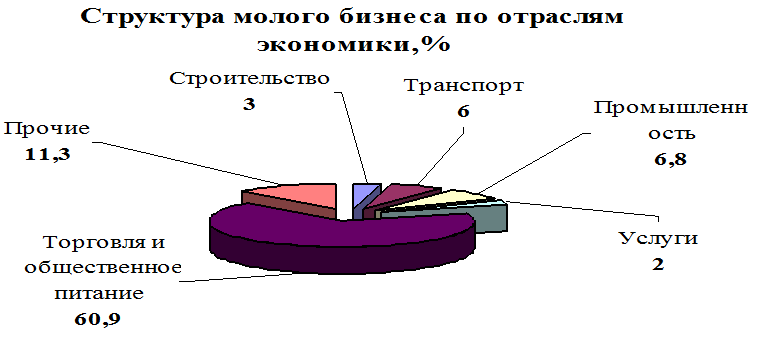 Структура молого бизнеса по отраслям
экономики,%
Строительство
3
Транспорт
6
Промышленн
ость
6,8
Прочие
11,3
Услуги
2
Торговля и
общественное
питание
60,9